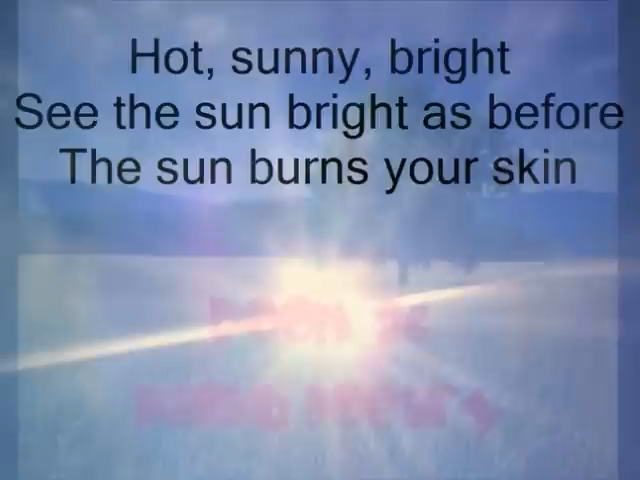 Hot, sunny, bright
See the sun bright as before
The sun burns your skin